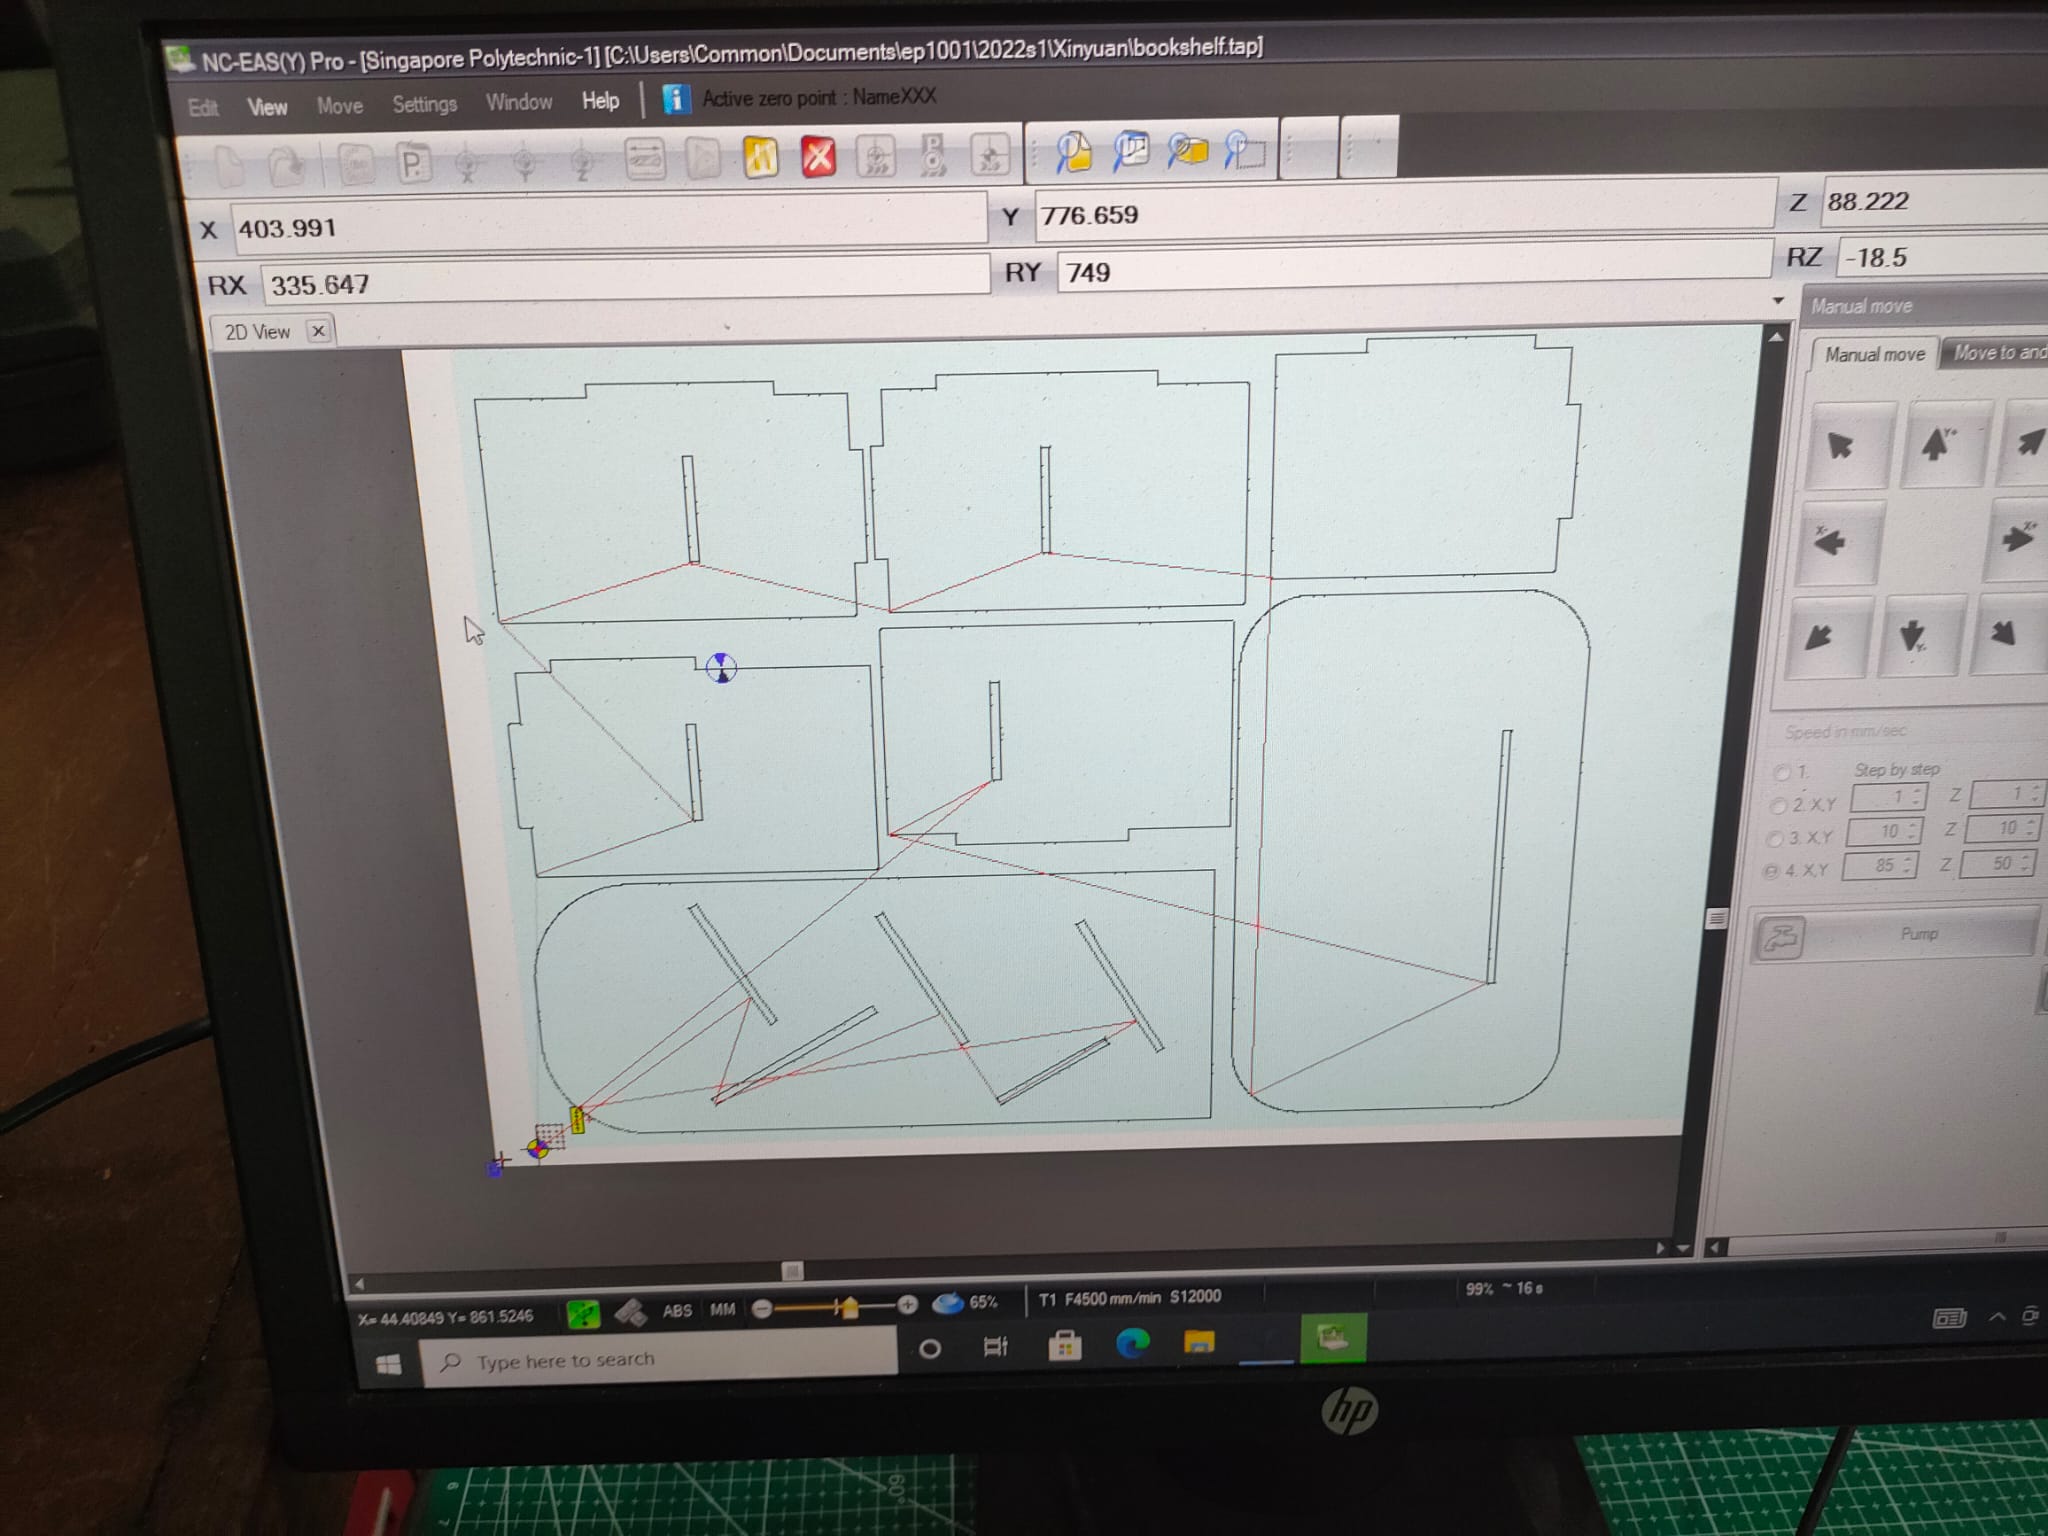 NC-EAS(Y) Pro - [Singapore Polytechnic-1] [C:\Users\Common\Documents\ep1001\2022s1\Xinyuan\bookshelf.tap]
Edit View Move Settings Window Help Active zero point : NameXXX
P. X Y Z
X 403.991 Y 776.659 Z 88.222
RX 335.647 RY 749 RZ -18.5
2D View
Manual move
Manual move Move to and
Y+
X- X+
Y-
Speed in mm/sec
1. Step by step
2. X,Y 1 Z 1
3. X,Y 10 Z 10
4. X,Y 85 Z 50
Pump
X= 44.40849 Y= 861.5246 ABS MM 65% T1 F4500 mm/min S12000 99% ~ 16 s
Type here to search
hp
60°